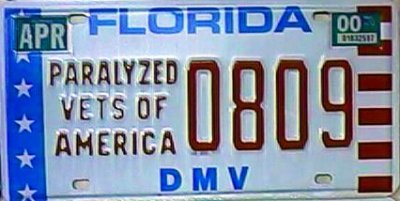 FLORIDA
APR
00
PARALYZED
VETS OF
AMERICA
0809
DMV